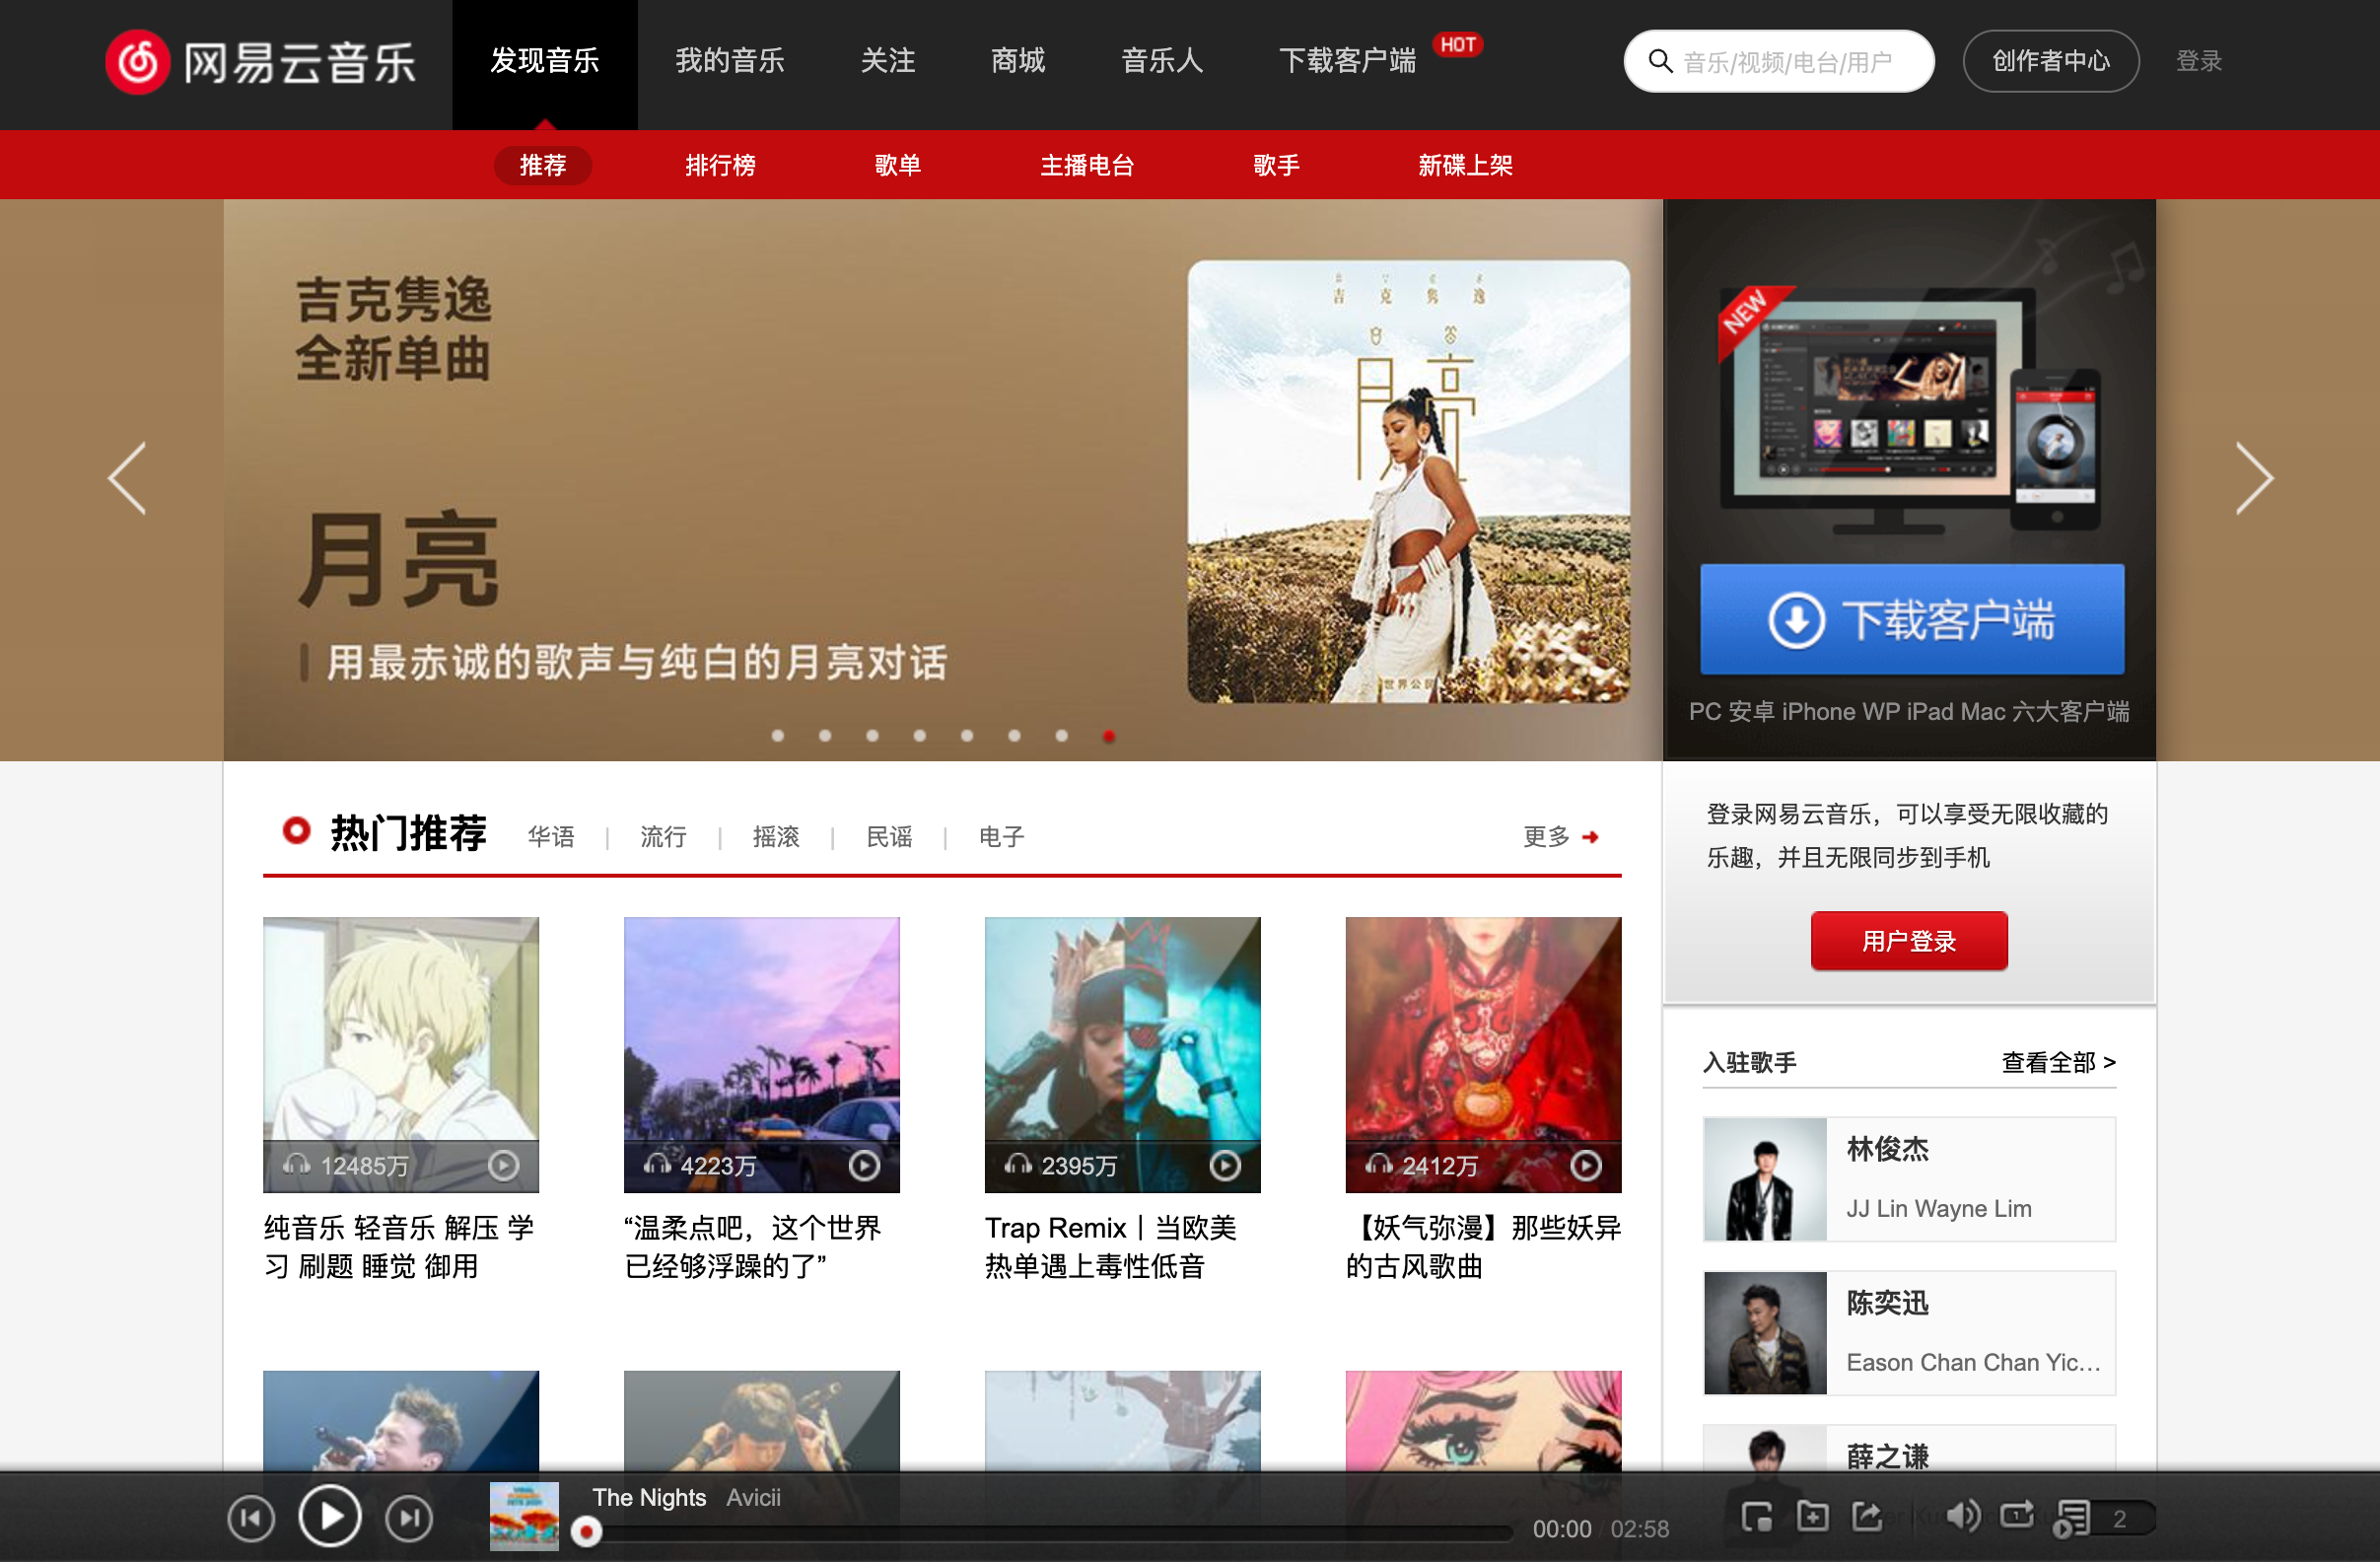 网易云音乐
发现音乐
我的音乐
关注
商城
音乐人
下载客户端
HOT
音乐/视频/电台/用户
创作者中心
登录
推荐
排行榜
歌单
主播电台
歌手
新碟上架
吉克隽逸
全新单曲
月亮
用最赤诚的歌声与纯白的月亮对话
吉 克 隽 逸
月亮
世界公民
NEW
下载客户端
PC 安卓 iPhone WP iPad Mac 六大客户端
登录网易云音乐，可以享受无限收藏的
乐趣，并且无限同步到手机
用户登录
热门推荐
华语 | 流行 | 摇滚 | 民谣 | 电子
更多
12485万
纯音乐 轻音乐 解压 学
习 刷题 睡觉 御用
4223万
“温柔点吧，这个世界
已经够浮躁的了”
2395万
Trap Remix丨当欧美
热单遇上毒性低音
2412万
【妖气弥漫】那些妖异
的古风歌曲
入驻歌手
查看全部 >
林俊杰
JJ Lin Wayne Lim
陈奕迅
Eason Chan Chan Yic...
薛之谦
The Nights Avicii
00:00 / 02:58
1
2